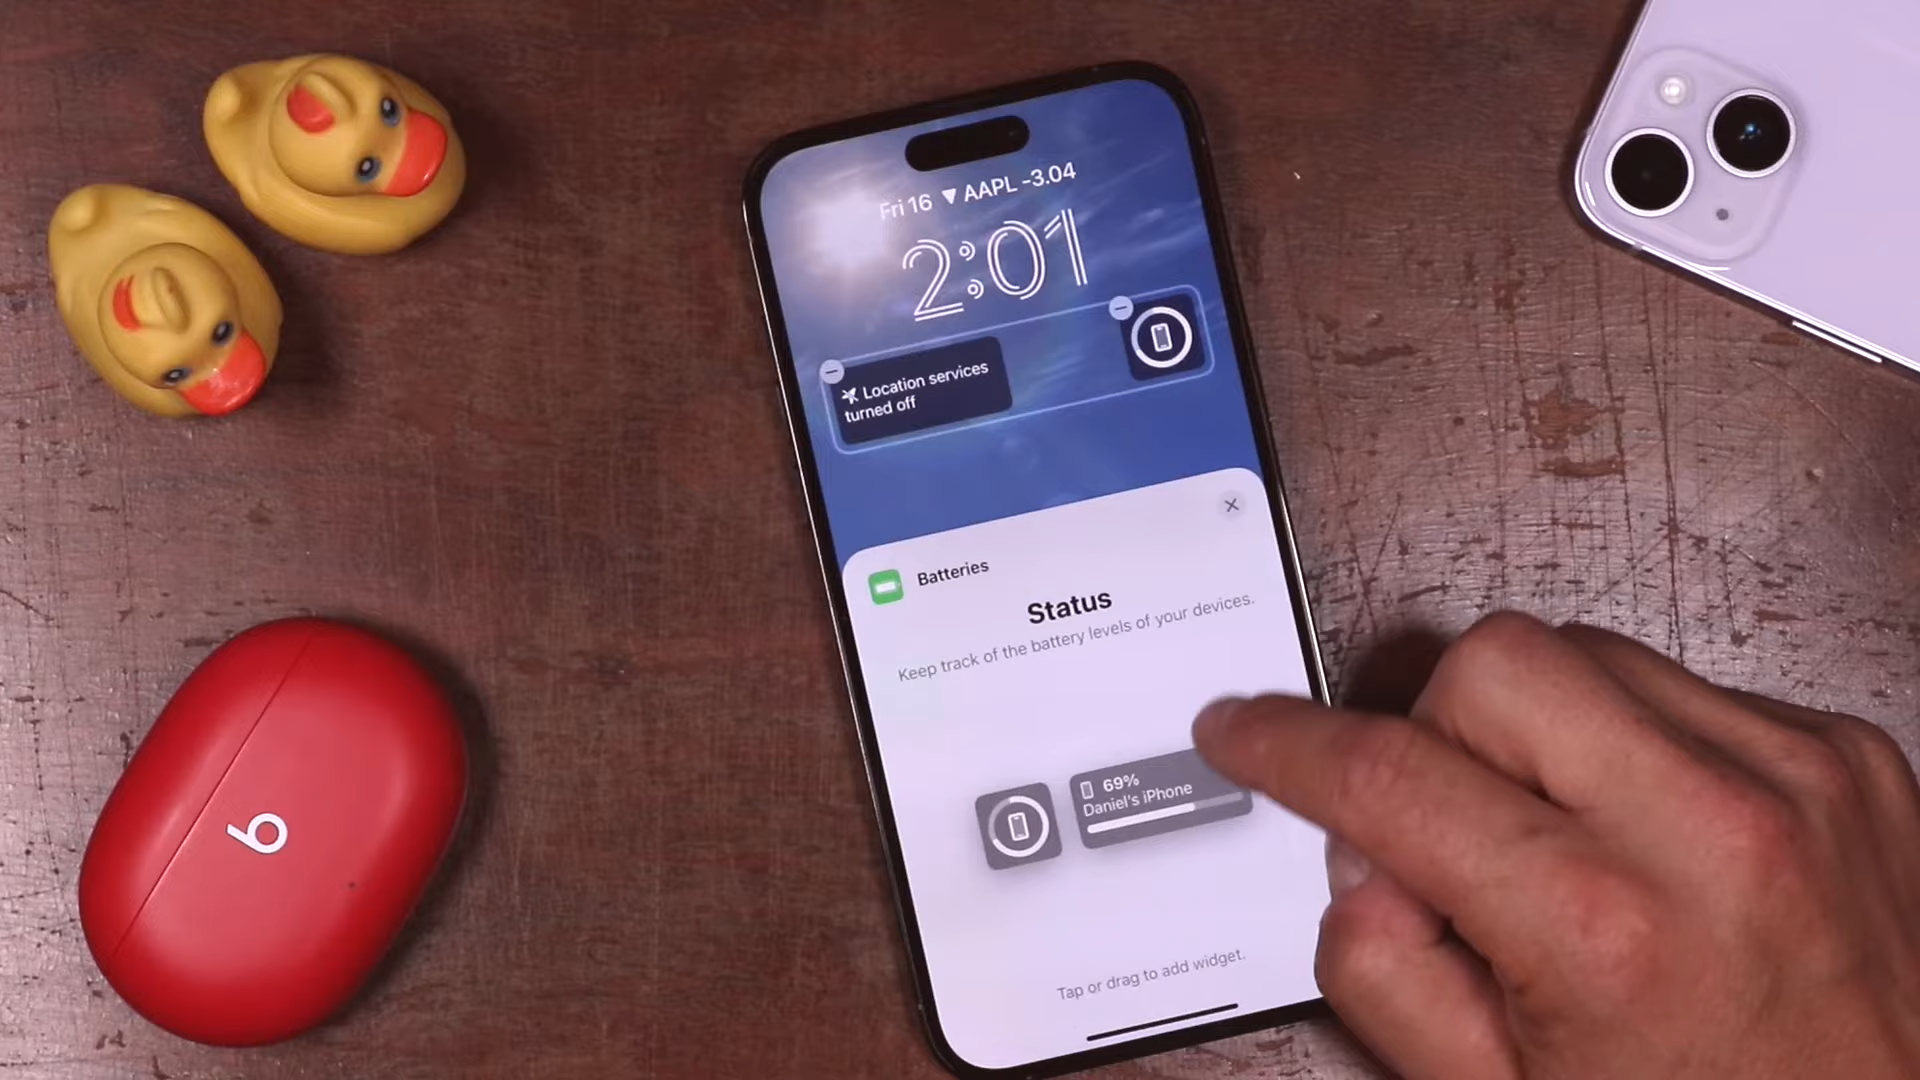 Fri 16 ▼ AAPL -3.04
2:01
Location services
turned off
Batteries
Status
Keep track of the battery levels of your devices.
69%
Daniel's iPhone
Tap or drag to add widget.
b